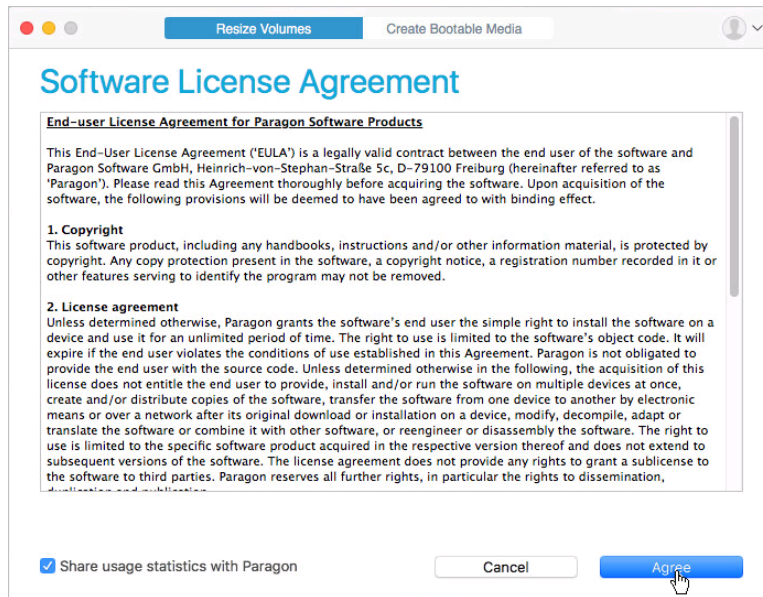 Resize Volumes
Create Bootable Media
Software License Agreement
End-user License Agreement for Paragon Software Products
This End-User License Agreement ('EULA') is a legally valid contract between the end user of the software and
Paragon Software GmbH, Heinrich-von-Stephan-Straße 5c, D-79100 Freiburg (hereinafter referred to as
'Paragon'). Please read this Agreement thoroughly before acquiring the software. Upon acquisition of the
software, the following provisions will be deemed to have been agreed to with binding effect.
1. Copyright
This software product, including any handbooks, instructions and/or other information material, is protected by
copyright. Any copy protection present in the software, a copyright notice, a registration number recorded in it or
other features serving to identify the program may not be removed.
2. License agreement
Unless determined otherwise, Paragon grants the software's end user the simple right to install the software on a
device and use it for an unlimited period of time. The right to use is limited to the software's object code. It will
expire if the end user violates the conditions of use established in this Agreement. Paragon is not obligated to
provide the end user with the source code. Unless determined otherwise in the following, the acquisition of this
license does not entitle the end user to provide, install and/or run the software on multiple devices at once,
create and/or distribute copies of the software, transfer the software from one device to another by electronic
means or over a network after its original download or installation on a device, modify, decompile, adapt or
translate the software or combine it with other software, or reengineer or disassembly the software. The right to
use is limited to the specific software product acquired in the respective version thereof and does not extend to
subsequent versions of the software. The license agreement does not provide any rights to grant a sublicense to
the software to third parties. Paragon reserves all further rights, in particular the rights to dissemination,
Share usage statistics with Paragon
Cancel
Agree